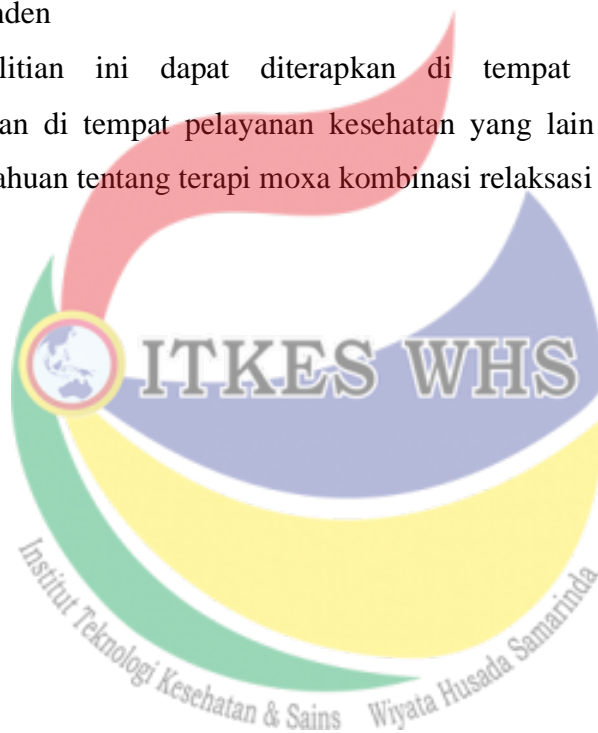 nden
litian ini dapat diterapkan di tempat
an di tempat pelayanan kesehatan yang lain
ahuan tentang terapi moxa kombinasi relaksasi
ITKES WHS
Institut Teknologi Kesehatan & Sains Wiyata Husada Samarinda